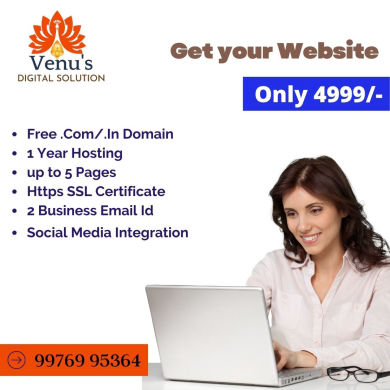 Venu's
DIGITAL SOLUTION
Get your Website
Only 4999/-
Free .Com/.In Domain
1 Year Hosting
up to 5 Pages
Https SSL Certificate
2 Business Email Id
Social Media Integration
99769 95364